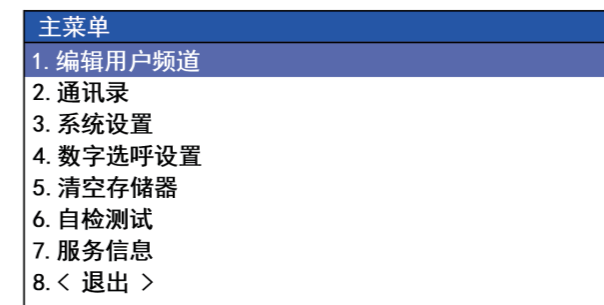 主菜单
1. 编辑用户频道
2. 通讯录
3. 系统设置
4. 数字选呼设置
5. 清空存储器
6. 自检测试
7. 服务信息
8. < 退出 >